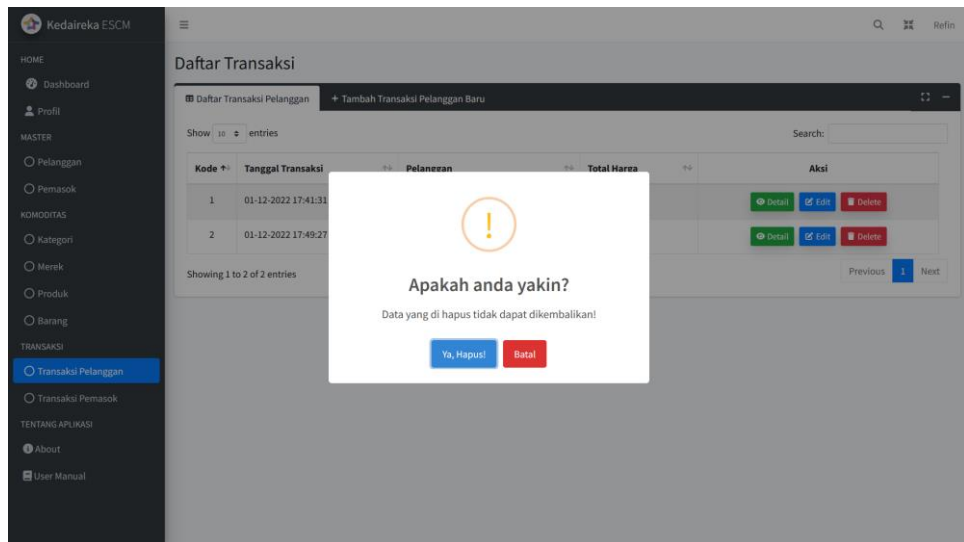 Kedaireka ESCM
Refin
HOME
Dashboard
Profil
MASTER
Pelanggan
Pemasok
KOMODITAS
Kategori
Merek
Produk
Barang
TRANSAKSI
Transaksi Pelanggan
Transaksi Pemasok
TENTANG APLIKASI
About
User Manual
Daftar Transaksi
Daftar Transaksi Pelanggan + Tambah Transaksi Pelanggan Baru
Show 10 entries Search:
Kode Tanggal Transaksi Pelanggan Total Harga Aksi
1 01-12-2022 17:41:31 Detail Edit Delete
2 01-12-2022 17:49:27 Detail Edit Delete
Showing 1 to 2 of 2 entries Previous 1 Next
!
Apakah anda yakin?
Data yang di hapus tidak dapat dikembalikan!
Ya, Hapus! Batal